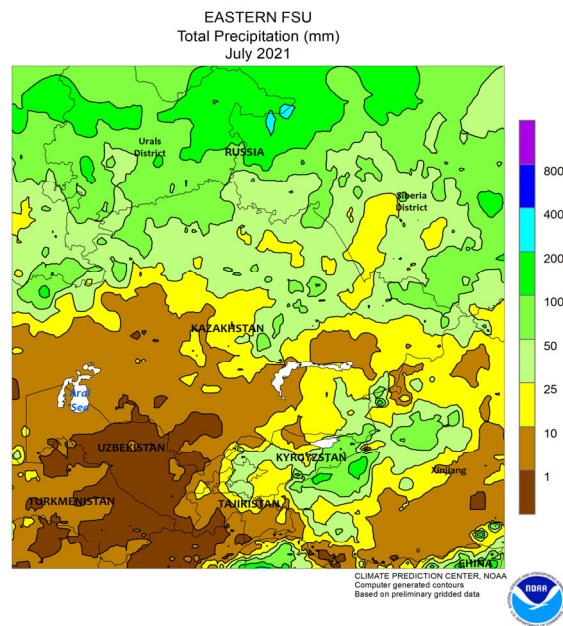 EASTERN FSU
Total Precipitation (mm)
July 2021
Urals
District
RUSSIA
Siberia
District
KAZAKHSTAN
Aral
Sea
UZBEKISTAN
KYRGYZSTAN
Xinjiang
TURKMENISTAN
TAJIRISTAN
CHINA
800
400
200
100
50
25
10
1
CLIMATE PREDICTION CENTER, NOAA
Computer generated contours
Based on preliminary gridded data
NOAA